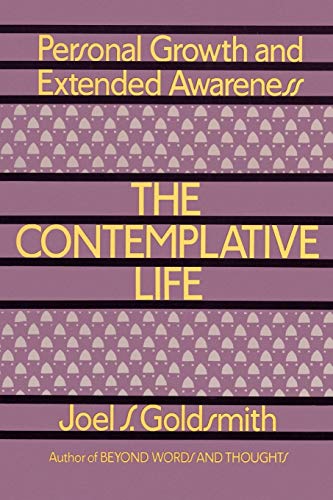 Personal Growth and
Extended Awareness
THE
CONTEMPLATIVE
LIFE
Joel S. Goldsmith
Author of BEYOND WORDS AND THOUGHTS